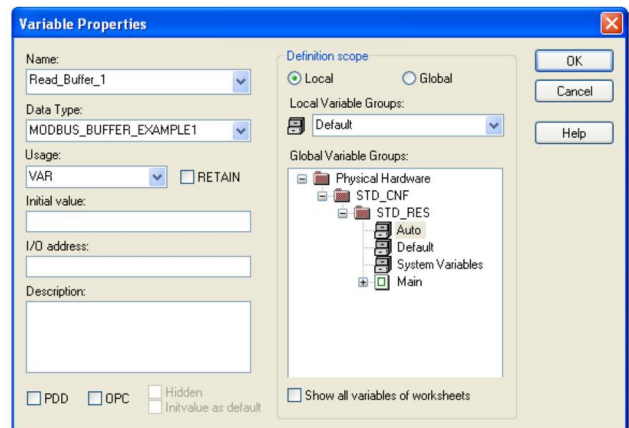 Variable Properties
Name:
Read_Buffer_1
Data Type:
MODBUS_BUFFER_EXAMPLE1
Usage:
VAR
RETAIN
Initial value:
I/O address:
Description:
PDD
OPC
Hidden
Initvalue as default
Definition scope
Local
Global
Local Variable Groups:
Default
Global Variable Groups:
Physical Hardware
STD_CNF
STD_RES
Auto
Default
System Variables
Main
Show all variables of worksheets
OK
Cancel
Help